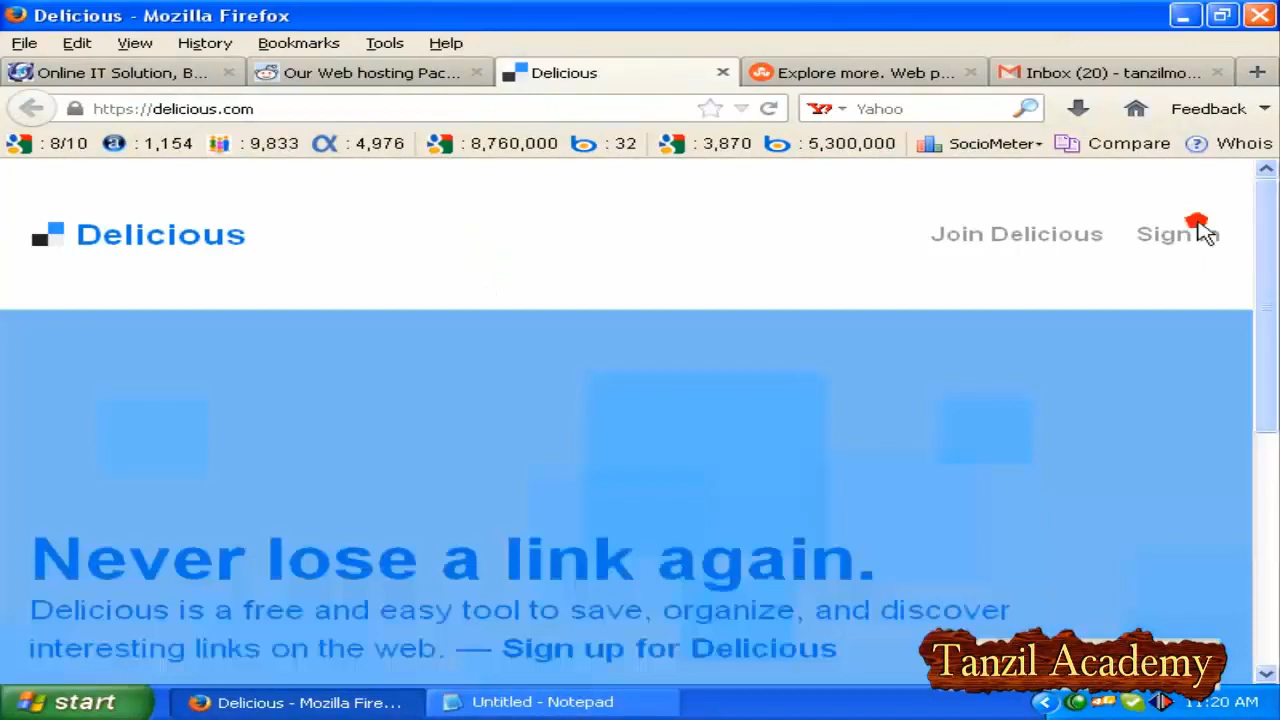 Delicious - Mozilla Firefox
File Edit View History Bookmarks Tools Help
Online IT Solution, B... Our Web hosting Pac... Delicious Explore more. Web p... Inbox (20) - tanzilmo...
https://delicious.com Yahoo Feedback
: 8/10 : 1,154 : 9,833 : 4,976 : 8,760,000 : 32 : 3,870 : 5,300,000 SocioMeter Compare Whois
Delicious Join Delicious Sign
Never lose a link again.
Delicious is a free and easy tool to save, organize, and discover
interesting links on the web. — Sign up for Delicious
Tanzil Academy
start Delicious - Mozilla Fire... Untitled - Notepad 11:20 AM